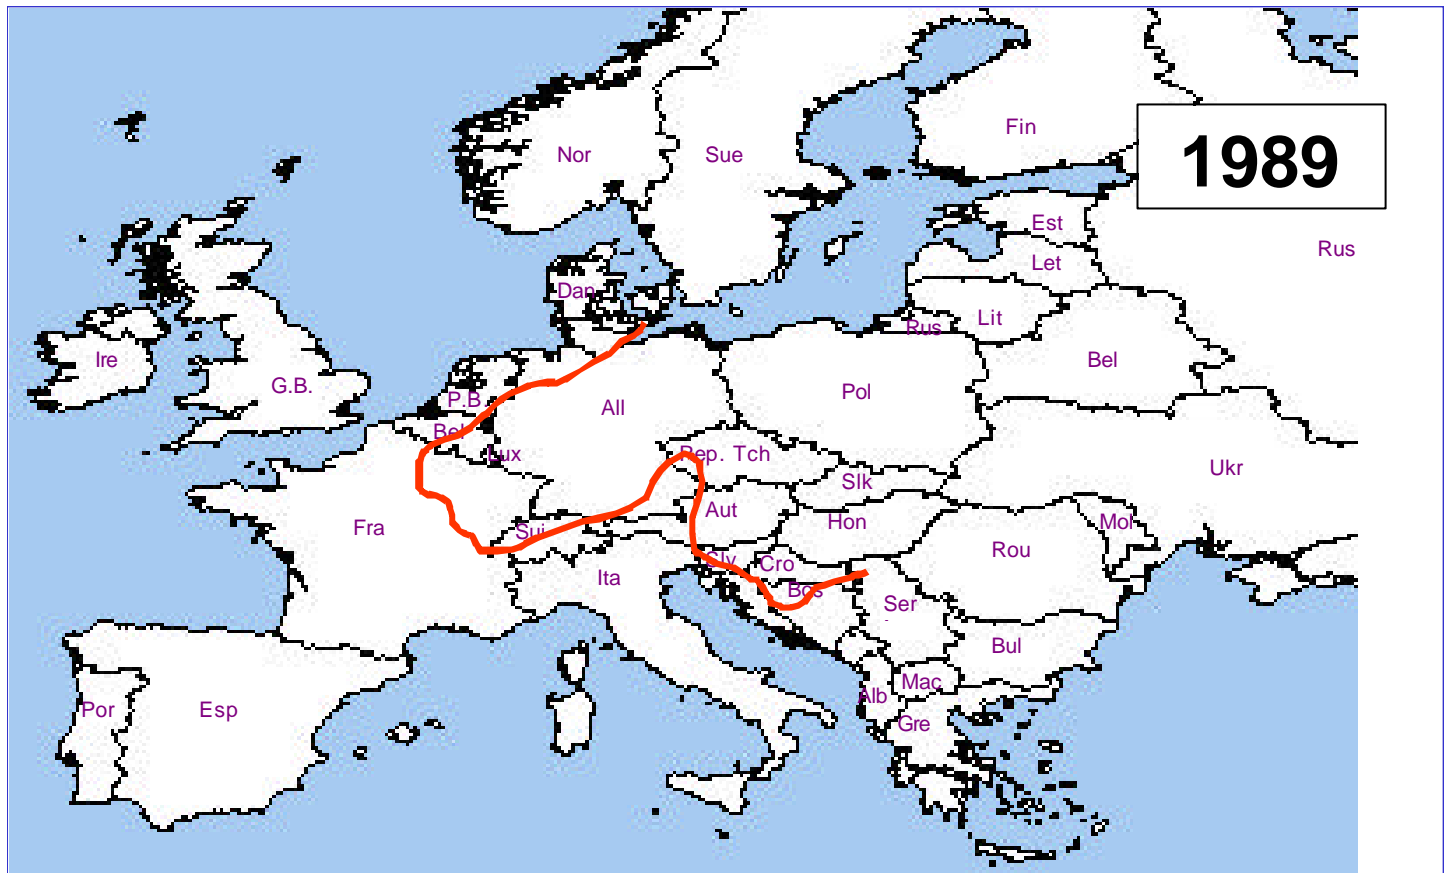 Fin
1989
Nor
Sue
Est
Rus
Let
Dan
Lit
Rus
Ire
Bel
G.B.
Pol
P.B.
All
Bel
Lux
Rep. Tch
Ukr
Slk
Aut
Hon
Mol
Fra
Sui
Rou
Slv
Cro
Ita
Bos
Ser
Bul
Mac
Alb
Por
Esp
Gre